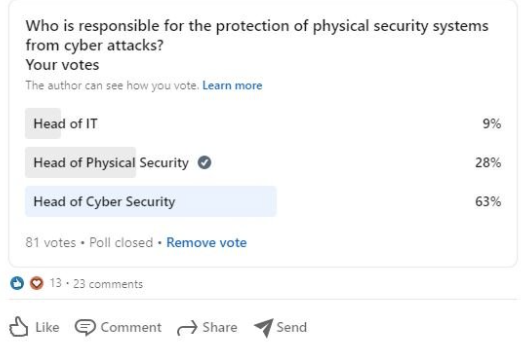 Who is responsible for the protection of physical security systems
from cyber attacks?
Your votes
The author can see how you vote. Learn more
Head of IT 9%
Head of Physical Security 28%
Head of Cyber Security 63%
81 votes • Poll closed • Remove vote
13 · 23 comments
Like Comment Share Send